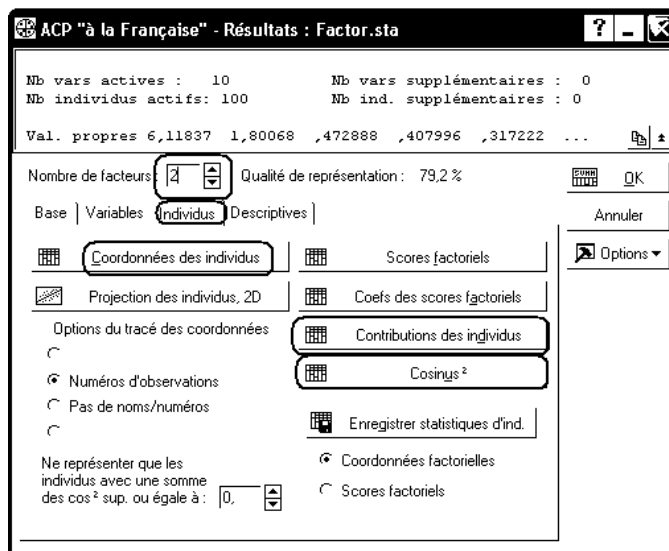 ACP "à la Française" - Résultats : Factor.sta
Nb vars actives : 10 Nb vars supplémentaires : 0
Nb individus actifs: 100 Nb ind. supplémentaires : 0
Val. propres 6,11837 1,80068 ,472888 ,407996 ,317222 ...
Nombre de facteurs: 2 Qualité de représentation : 79,2 %
OK
Base Variables Individus Descriptives
Annuler
Coordonnées des individus
Scores factoriels
Options
Projection des individus, 2D
Coefs des scores factoriels
Options du tracé des coordonnées
Contributions des individus
Numéros d'observations
Cosinus²
Pas de noms/numéros
Enregistrer statistiques d'ind.
Ne représenter que les
individus avec une somme
des cos² sup. ou égale à : 0,
Coordonnées factorielles
Scores factoriels